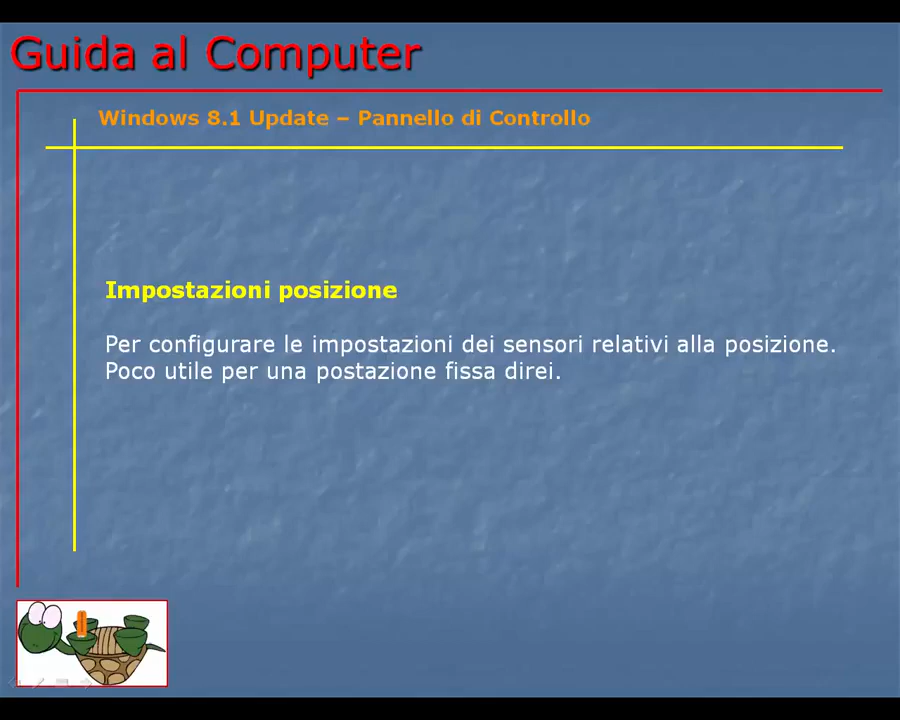 Guida al Computer
Windows 8.1 Update – Pannello di Controllo
Impostazioni posizione
Per configurare le impostazioni dei sensori relativi alla posizione.
Poco utile per una postazione fissa direi.